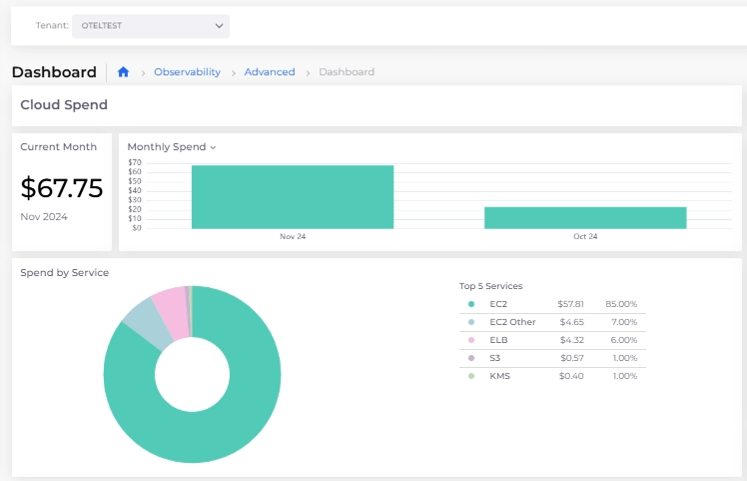 Tenant: OTELTEST
Dashboard Observability Advanced Dashboard
Cloud Spend
Current Month
$67.75
Nov 2024
Monthly Spend
$70
$60
$50
$40
$30
$20
$10
$0
Nov 24 Oct 24
Spend by Service
Top 5 Services
EC2 $57.81 85.00%
EC2 Other $4.65 7.00%
ELB $4.32 6.00%
S3 $0.57 1.00%
KMS $0.40 1.00%